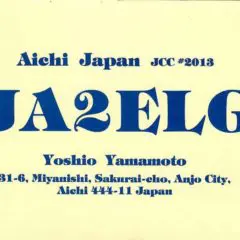 Aichi Japan JCC #2013
JA2ELG
Yoshio Yamamoto
31-6, Miyanishi, Sakurai-cho, Anjo City,
Aichi 444-11 Japan